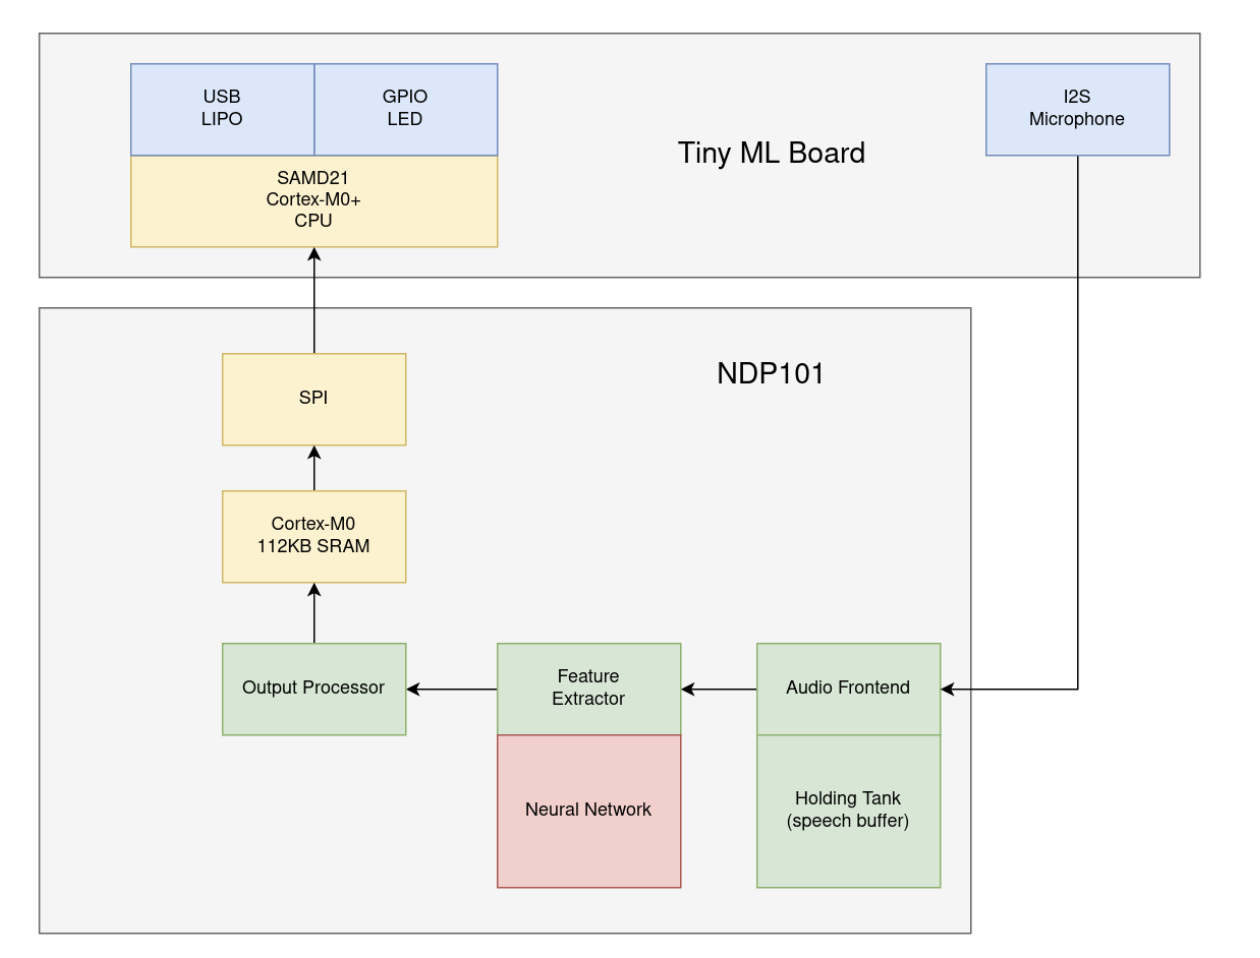 USB
LIPO
GPIO
LED
I2S
Microphone
Tiny ML Board
SAMD21
Cortex-M0+
CPU
NDP101
SPI
Cortex-M0
112KB SRAM
Output Processor
Feature
Extractor
Audio Frontend
Neural Network
Holding Tank
(speech buffer)